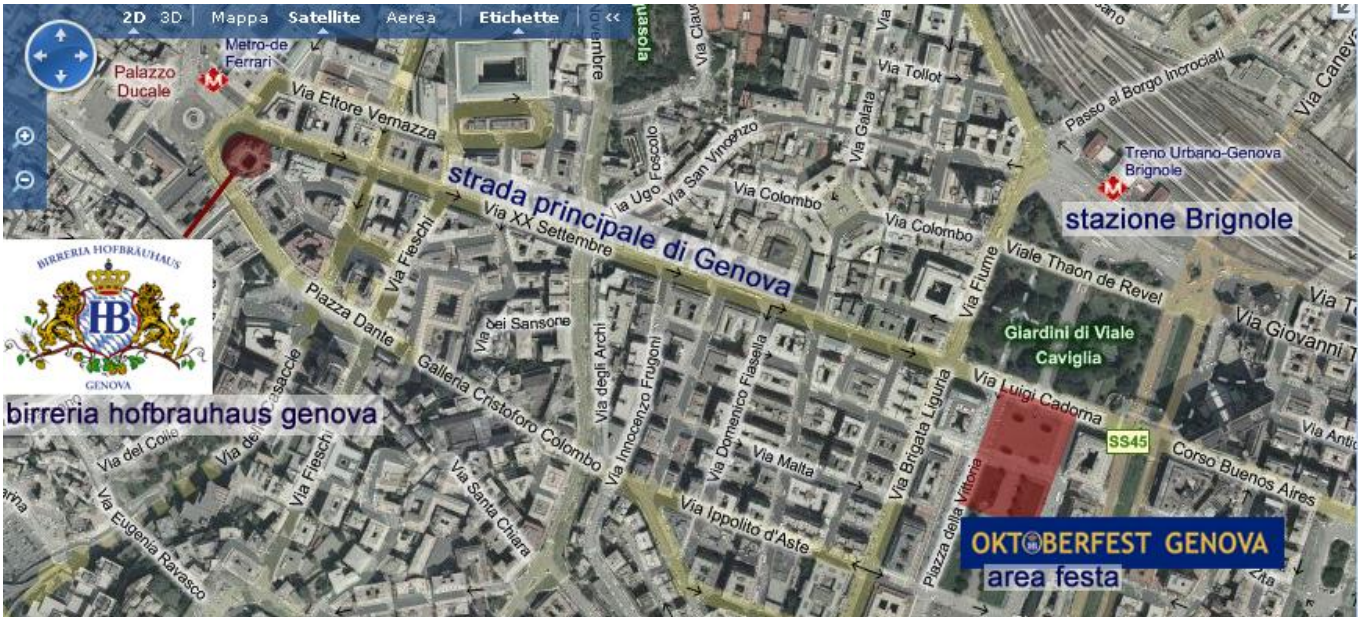 2D 3D Mappa Satellite Aerea Etichette <<
Metro-de
Ferrari
Palazzo
Ducale
Novembre
Via Tollot
Passo al Borgo Incrociati
Via Ettore Vernazza
Via Galata
Ugo Foscolo
Via San Vincenzo
Treno Urbano-Genova
Brignole
stazione Brignole
Via Colombo
Via Colombo
strada principale di Genova
Via XX Settembre
Via Fieschi
Via Fiume
Viale Thaon de Revel
Via Giovanni T
BIRRERIA HOFBRÄUHAUS
HB
GENOVA
birreria hofbrauhaus genova
Piazza Dante
Via dei Sansone
Giardini di Viale
Caviglia
Via Luigi Cadorna
SS45
Corso Buenos Aires
Galleria Cristoforo Colombo
Via degli Archi
Via Innocenzo Frugoni
Via Domenico Fiasella
Via Malta
Via Brigata Liguria
Piazza della Vittoria
Via del Colle
Via Fieschi
Via Santa Chiara
Via Eugenia Ravasco
Via Ippolito d'Aste
OKTOBERFEST GENOVA
area festa